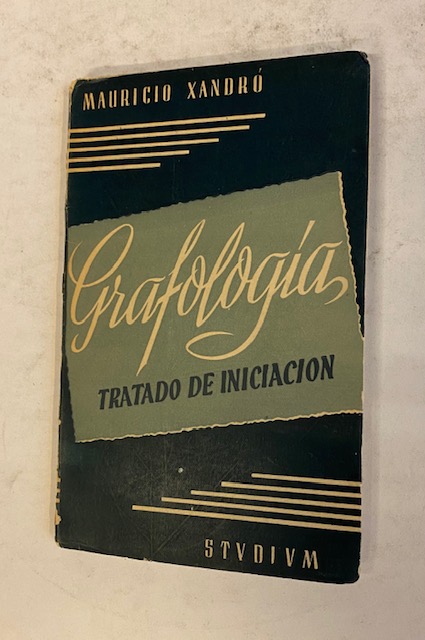 MAURICIO XANDRÓ
Grafología
TRATADO DE INICIACION
STVDIVM